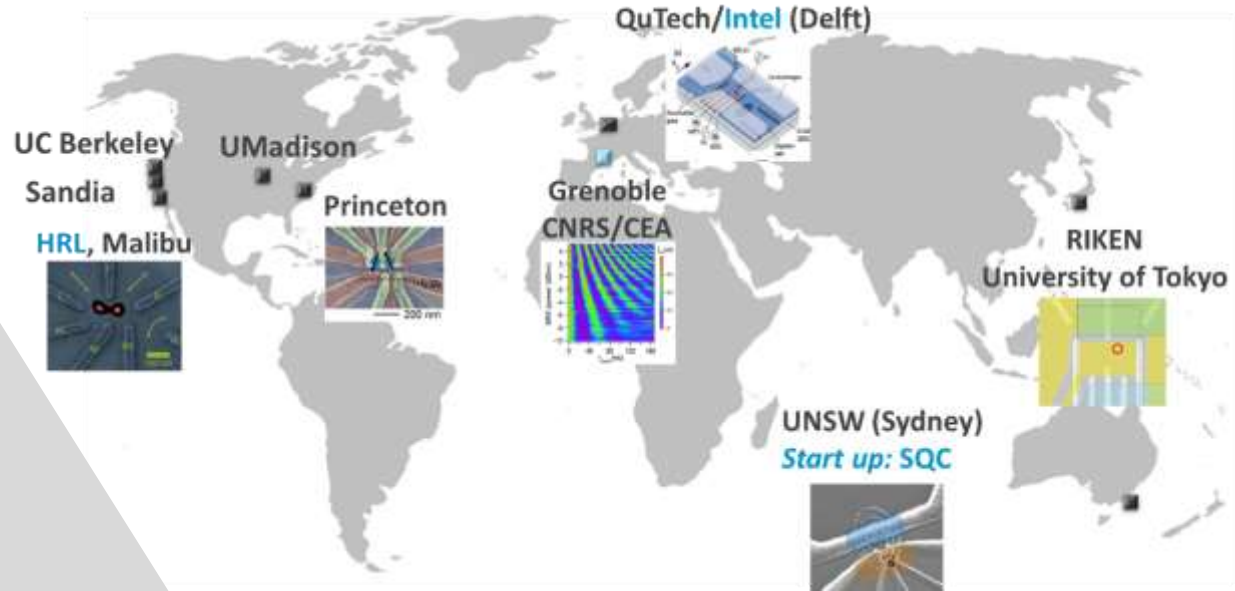 QuTech/Intel (Delft)
UC Berkeley
UMadison
Sandia
Princeton
HRL, Malibu
200 nm
Grenoble
CNRS/CEA
RIKEN
University of Tokyo
UNSW (Sydney)
Start up: SQC